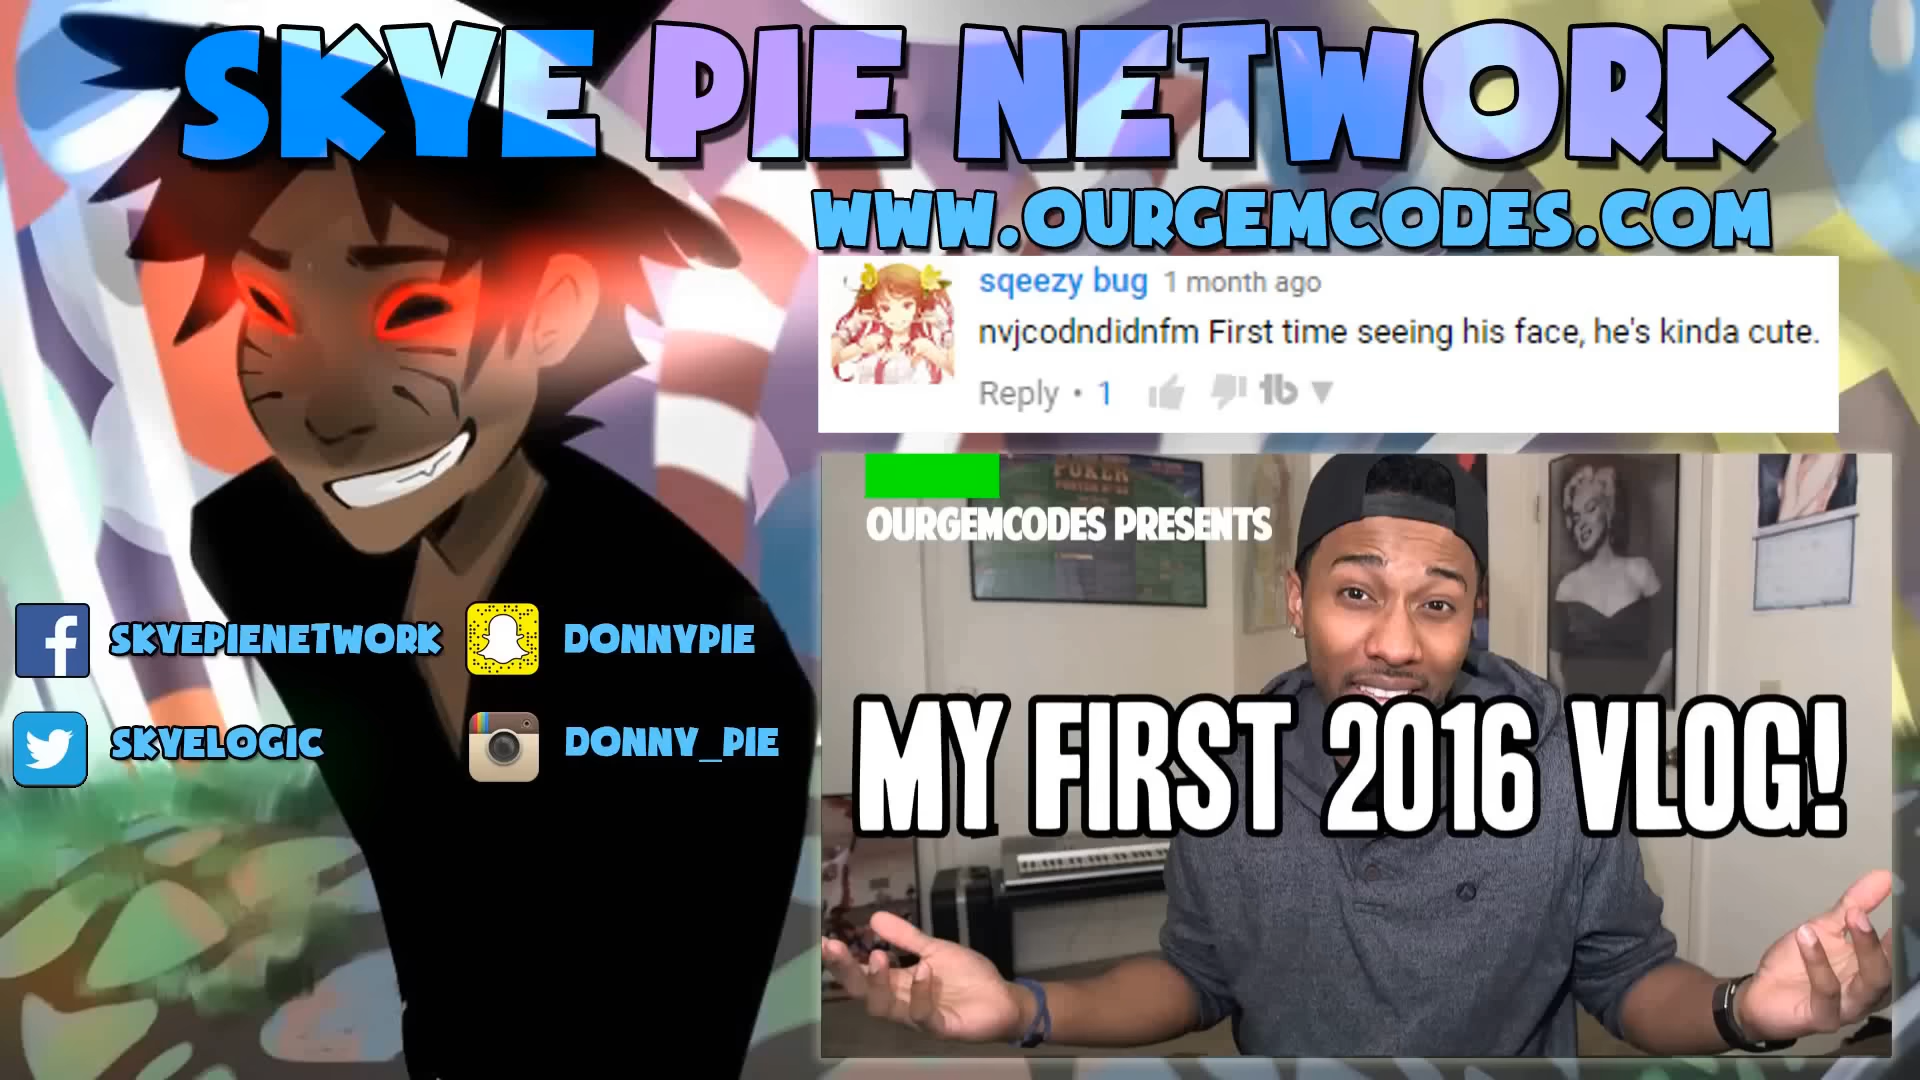 SKYE PIE NETWORK
WWW.OURGEMCODES.COM
sqeezy bug 1 month ago
nvjcodndidnfm First time seeing his face, he's kinda cute.
Reply • 1
POKER
OURGEMCODES PRESENTS
MY FIRST 2016 VLOG!
SKYEPIENETWORK
DONNYPIE
SKYELOGIC
DONNY_PIE